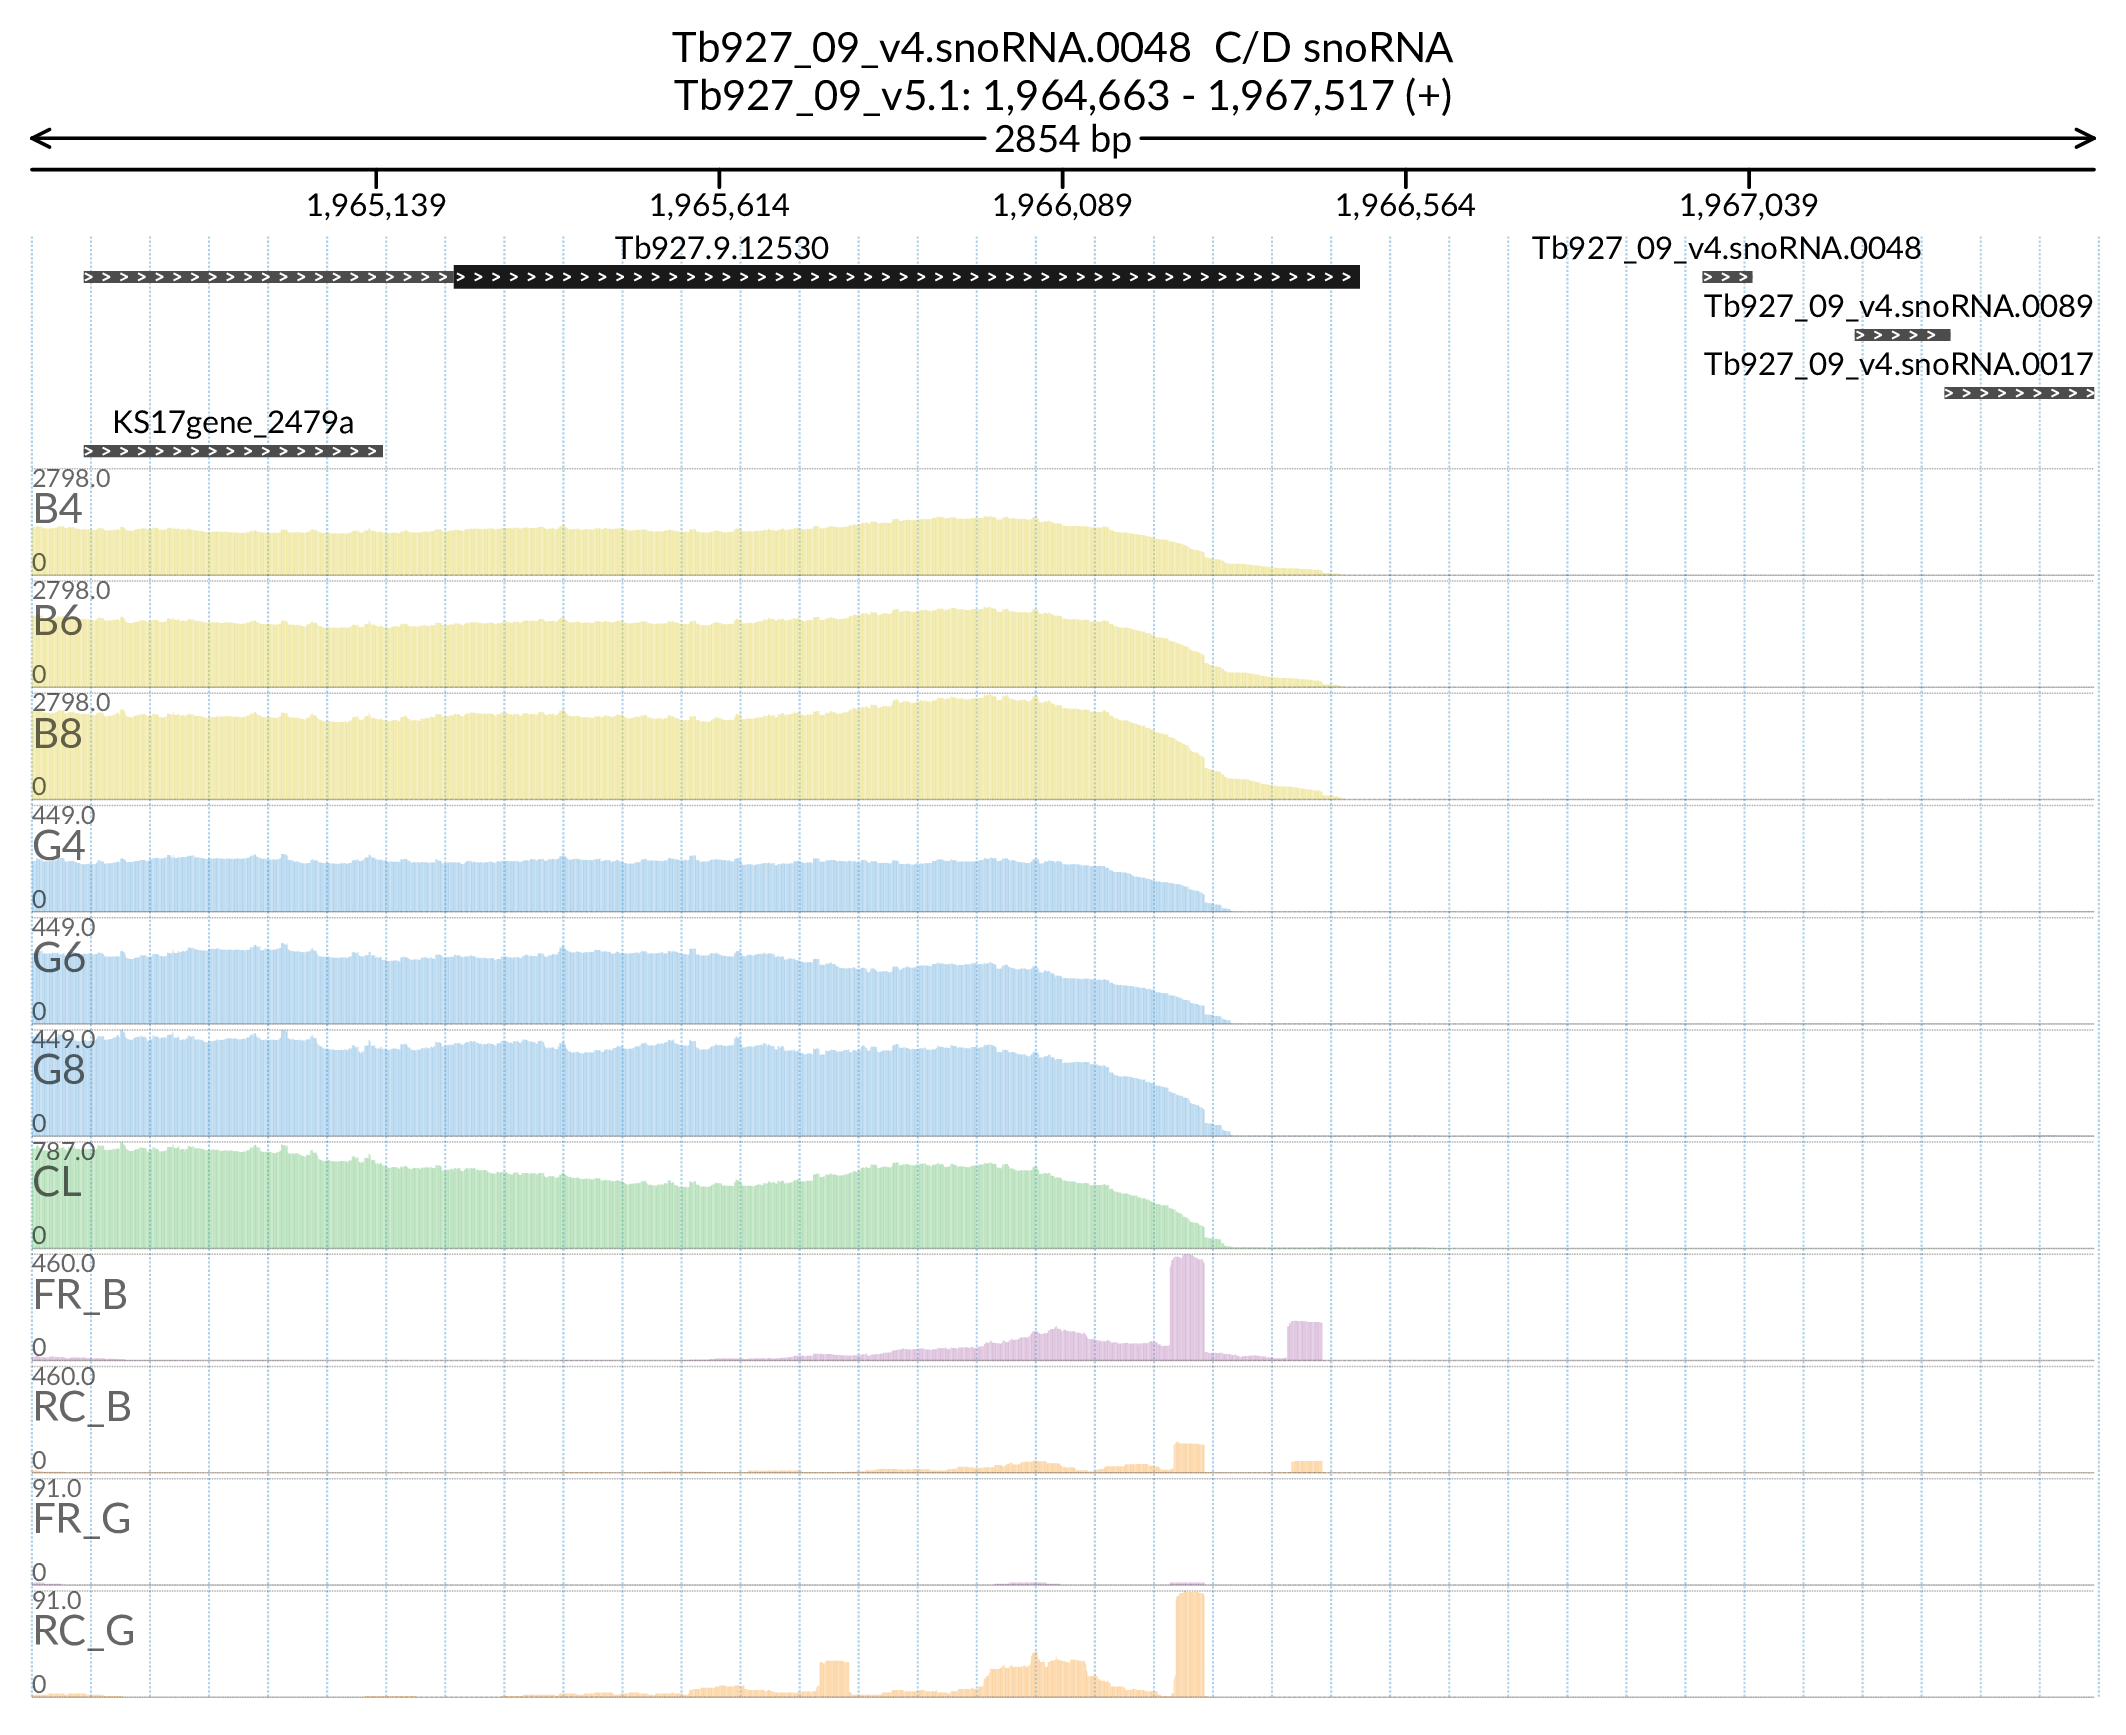 Tb927_09_v4.snoRNA.0048 C/D snoRNA
Tb927_09_v5.1: 1,964,663 - 1,967,517 (+)
2854 bp
1,965,139 1,965,614 1,966,089 1,966,564 1,967,039
Tb927.9.12530 Tb927_09_v4.snoRNA.0048
Tb927_09_v4.snoRNA.0089
Tb927_09_v4.snoRNA.0017
KS17gene_2479a
2798.0
B4
0
2798.0
B6
0
2798.0
B8
0
449.0
G4
0
449.0
G6
0
449.0
G8
0
787.0
CL
0
460.0
FR_B
0
460.0
RC_B
0
91.0
FR_G
0
91.0
RC_G
0